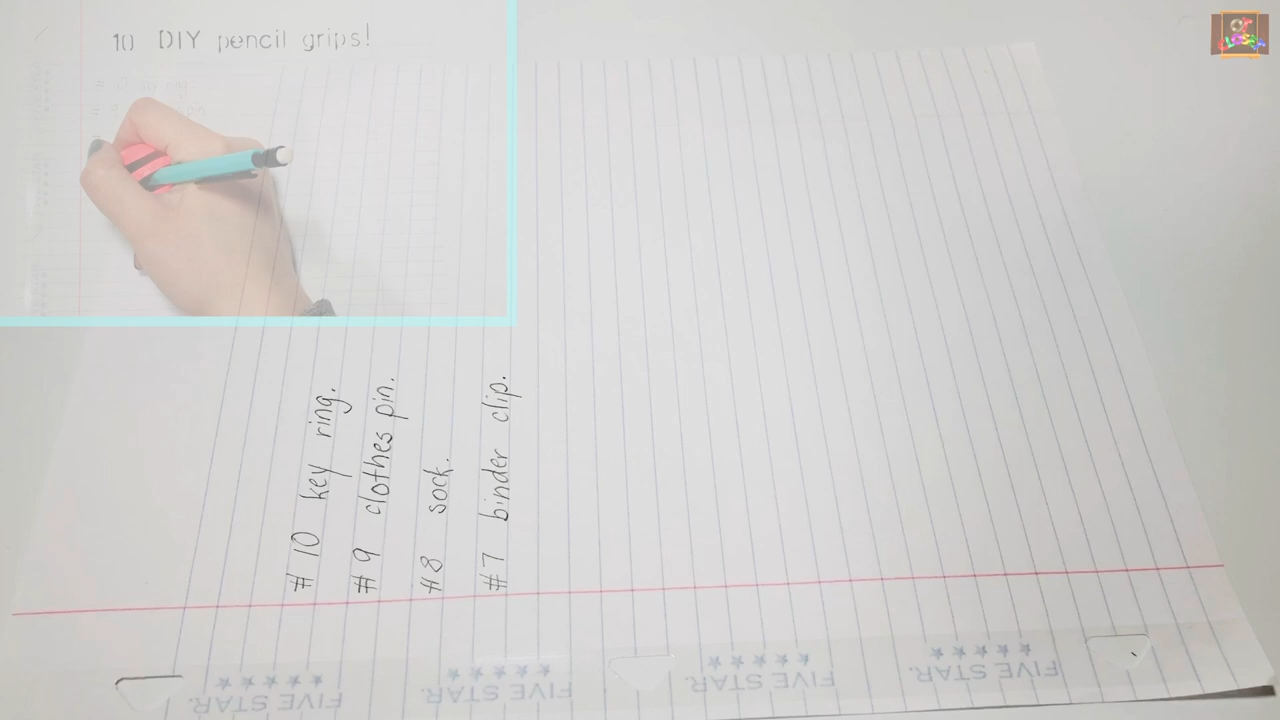 10 DIY pencil grips!
# 10 key ring.
# 9 clothes pin.
#8 sock.
#7 binder clip.
FIVE STAR.
FIVE STAR.
FIVE STAR.
FIVE STAR.